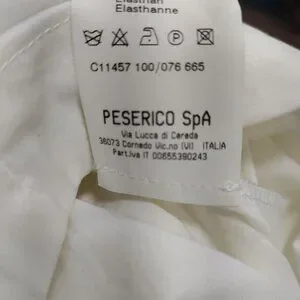 Elasthan
Elasthanne
C11457 100/076 665
PESERICO SpA
Via Lucca di Cereda
36073 Cornedo Vic.no (VI) ITALIA
Part.iva IT 00655390243